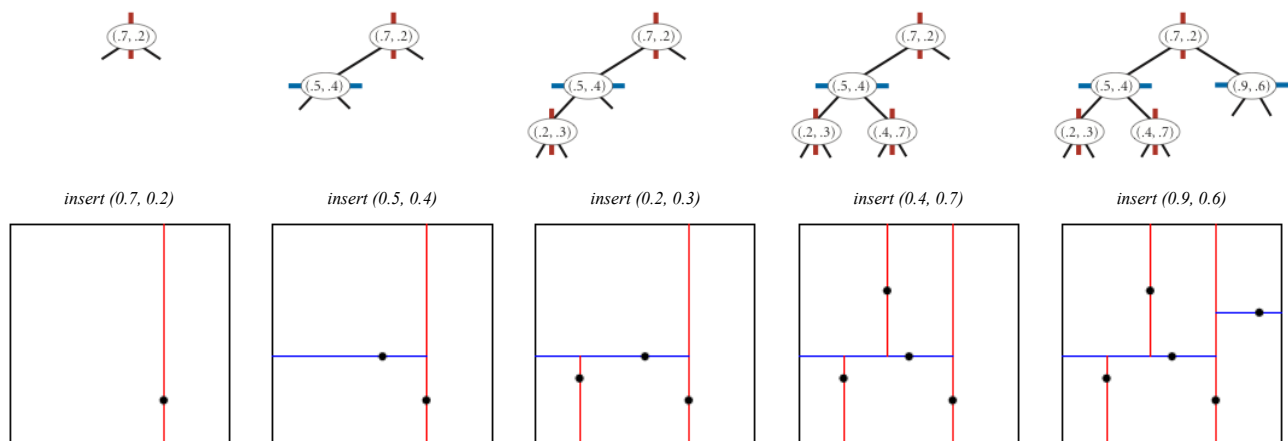 (.7, .2)
(.7, .2)
(.5, .4)
(.7, .2)
(.5, .4)
(.2, .3)
(.7, .2)
(.5, .4)
(.2, .3) (.4, .7)
(.7, .2)
(.5, .4) (.9, .6)
(.2, .3) (.4, .7)
insert (0.7, 0.2)
insert (0.5, 0.4)
insert (0.2, 0.3)
insert (0.4, 0.7)
insert (0.9, 0.6)